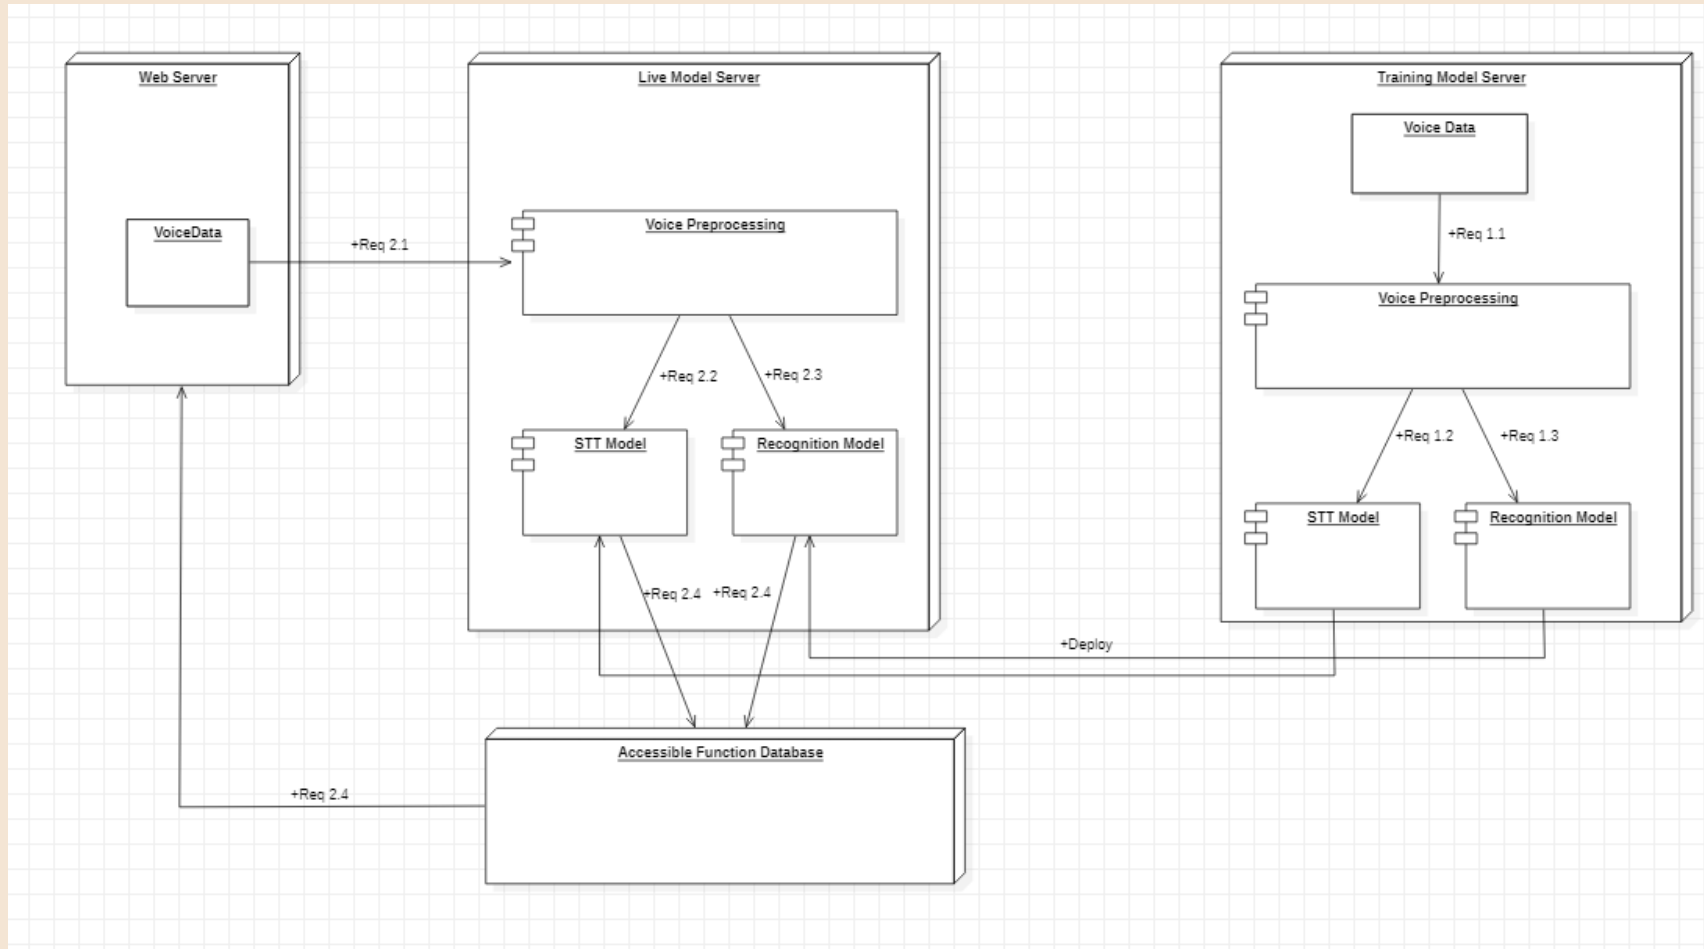 Web Server
VoiceData
+Req 2.1
Live Model Server
Voice Preprocessing
+Req 2.2
+Req 2.3
STT Model
Recognition Model
+Req 2.4
+Req 2.4
Training Model Server
Voice Data
+Req 1.1
Voice Preprocessing
+Req 1.2
+Req 1.3
STT Model
Recognition Model
+Deploy
Accessible Function Database
+Req 2.4